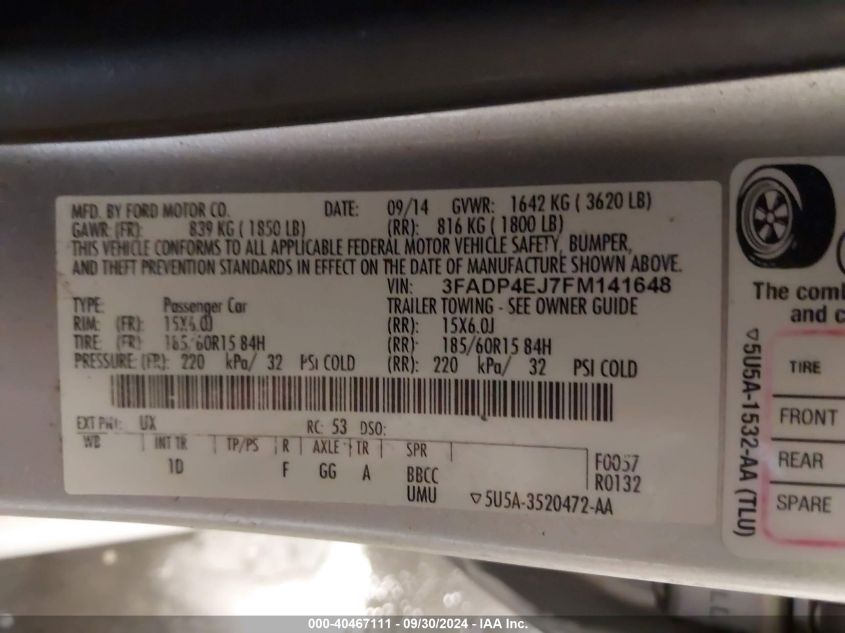 MFD. BY FORD MOTOR CO. DATE: 09/14 GVWR: 1642 KG ( 3620 LB)
GAWR: (FR): 839 KG ( 1850 LB) (RR): 816 KG ( 1800 LB)
THIS VEHICLE CONFORMS TO ALL APPLICABLE FEDERAL MOTOR VEHICLE SAFETY, BUMPER,
AND THEFT PREVENTION STANDARDS IN EFFECT ON THE DATE OF MANUFACTURE SHOWN ABOVE.
VIN: 3FADP4EJ7FM141648
TYPE: Passenger Car TRAILER TOWING - SEE OWNER GUIDE
RIM: (FR): 15X6.0J (RR): 15X6.0J
TIRE: (FR): 185/60R15 84H (RR): 185/60R15 84H
PRESSURE: (FR): 220 kPa/ 32 PSI COLD (RR): 220 kPa/ 32 PSI COLD
EXT PNT: UX RC: 53 DSO:
WB INT TR TP/PS R AXLE TR SPR
1D F GG A BBCC
UMU
F0037
R0132
▽5U5A-3520472-AA
The comb
and c
▽5U5A-1532-AA (TLU)
TIRE
FRONT
REAR
SPARE
000-40467111 - 09/30/2024 - IAA Inc.